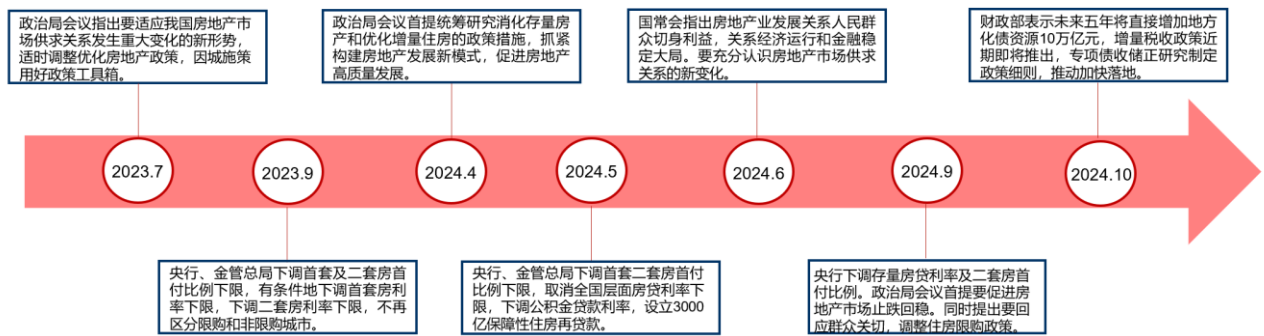 政治局会议指出要适应我国房地产市
场供求关系发生重大变化的新形势，
适时调整优化房地产政策，因城施策
用好政策工具箱。
政治局会议首提统筹研究消化存量房
产和优化增量住房的政策措施，抓紧
构建房地产发展新模式，促进房地产
高质量发展。
国常会指出房地产业发展关系人民群
众切身利益，关系经济运行和金融稳
定大局。要充分认识房地产市场供求
关系的新变化。
财政部表示未来五年将直接增加地方
化债资源10万亿元，增量税收政策近
期即将推出，专项债收储正研究制定
政策细则，推动加快落地。
2023.7
2023.9
2024.4
2024.5
2024.6
2024.9
2024.10
央行、金管总局下调首套及二套房首
付比例下限，有条件地下调首套房利
率下限，下调二套房利率下限，不再
区分限购和非限购城市。
央行、金管总局下调首套二套房首付
比例下限，取消全国层面房贷利率下
限，下调公积金贷款利率，设立3000
亿保障性住房再贷款。
央行下调存量房贷利率及二套房首
付比例。政治局会议首提要促进房
地产市场止跌回稳。同时提出要回
应群众关切，调整住房限购政策。